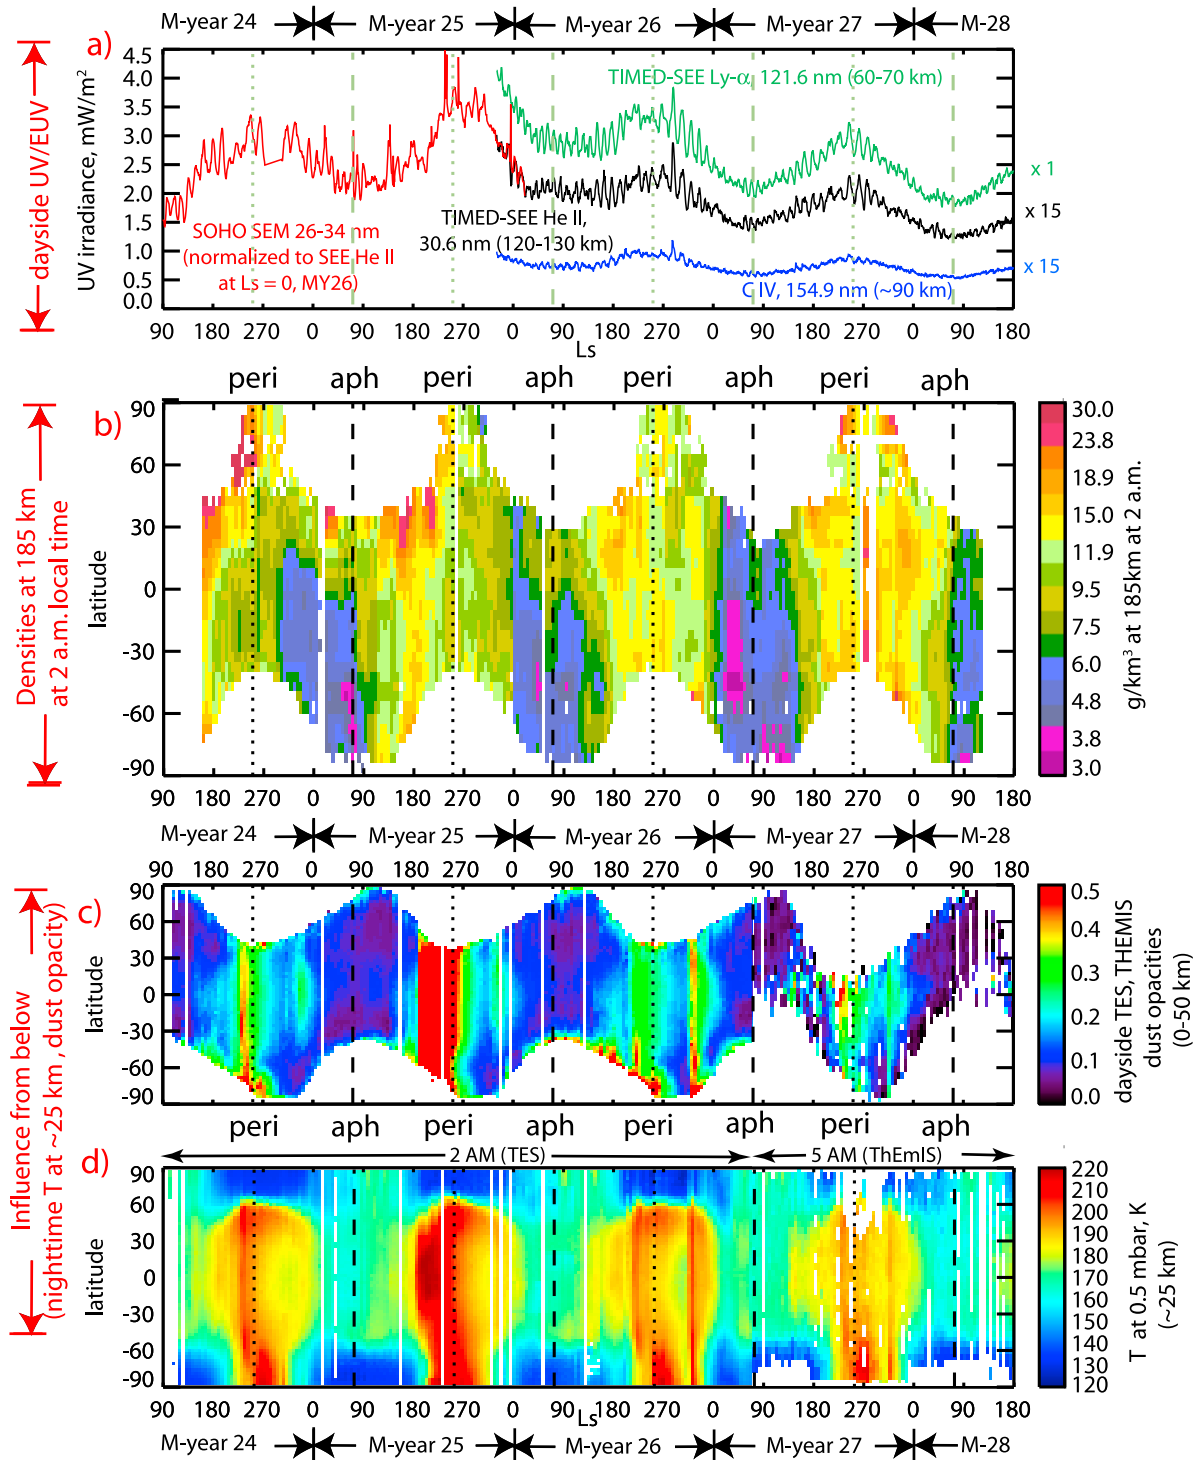 M-year 24 M-year 25 M-year 26 M-year 27 M-28
a)
dayside UV/EUV
UV irradiance, mW/m²
4.5
4.0
3.5
3.0
2.5
2.0
1.5
1.0
0.5
0.0
TIMED-SEE Ly-α 121.6 nm (60-70 km)
x 1
SOHO SEM 26-34 nm
(normalized to SEE He II
at Ls = 0, MY26)
TIMED-SEE He II,
30.6 nm (120-130 km)
x 15
C IV, 154.9 nm (~90 km)
x 15
90 180 270 0 90 180 270 0 90 180 270 0 90 180 270 0 90 180
Ls
peri aph peri aph peri aph peri aph
b)
Densities at 185 km
at 2 a.m. local time
latitude
90
60
30
0
-30
-60
-90
30.0
23.8
18.9
15.0
11.9
9.5
7.5
6.0
4.8
3.8
3.0
g/km³ at 185km at 2 a.m.
90 180 270 0 90 180 270 0 90 180 270 0 90 180 270 0 90 180
M-year 24 M-year 25 M-year 26 M-year 27 M-28
90 180 270 0 90 180 270 0 90 180 270 0 90 180 270 0 90 180
c)
Influence from below
(nighttime T at ~25 km , dust opacity)
latitude
90
60
30
0
-30
-60
-90
0.5
0.4
0.3
0.2
0.1
0.0
dayside TES, THEMIS
dust opacities
(0-50 km)
peri aph peri aph peri aph peri aph
d)
2 AM (TES) 5 AM (ThEmIS)
latitude
90
60
30
0
-30
-60
-90
220
210
200
190
180
170
160
150
140
130
120
T at 0.5 mbar, K
(~25 km)
90 180 270 0 90 180 270 0 90 180 270 0 90 180 270 0 90 180
Ls
M-year 24 M-year 25 M-year 26 M-year 27 M-28